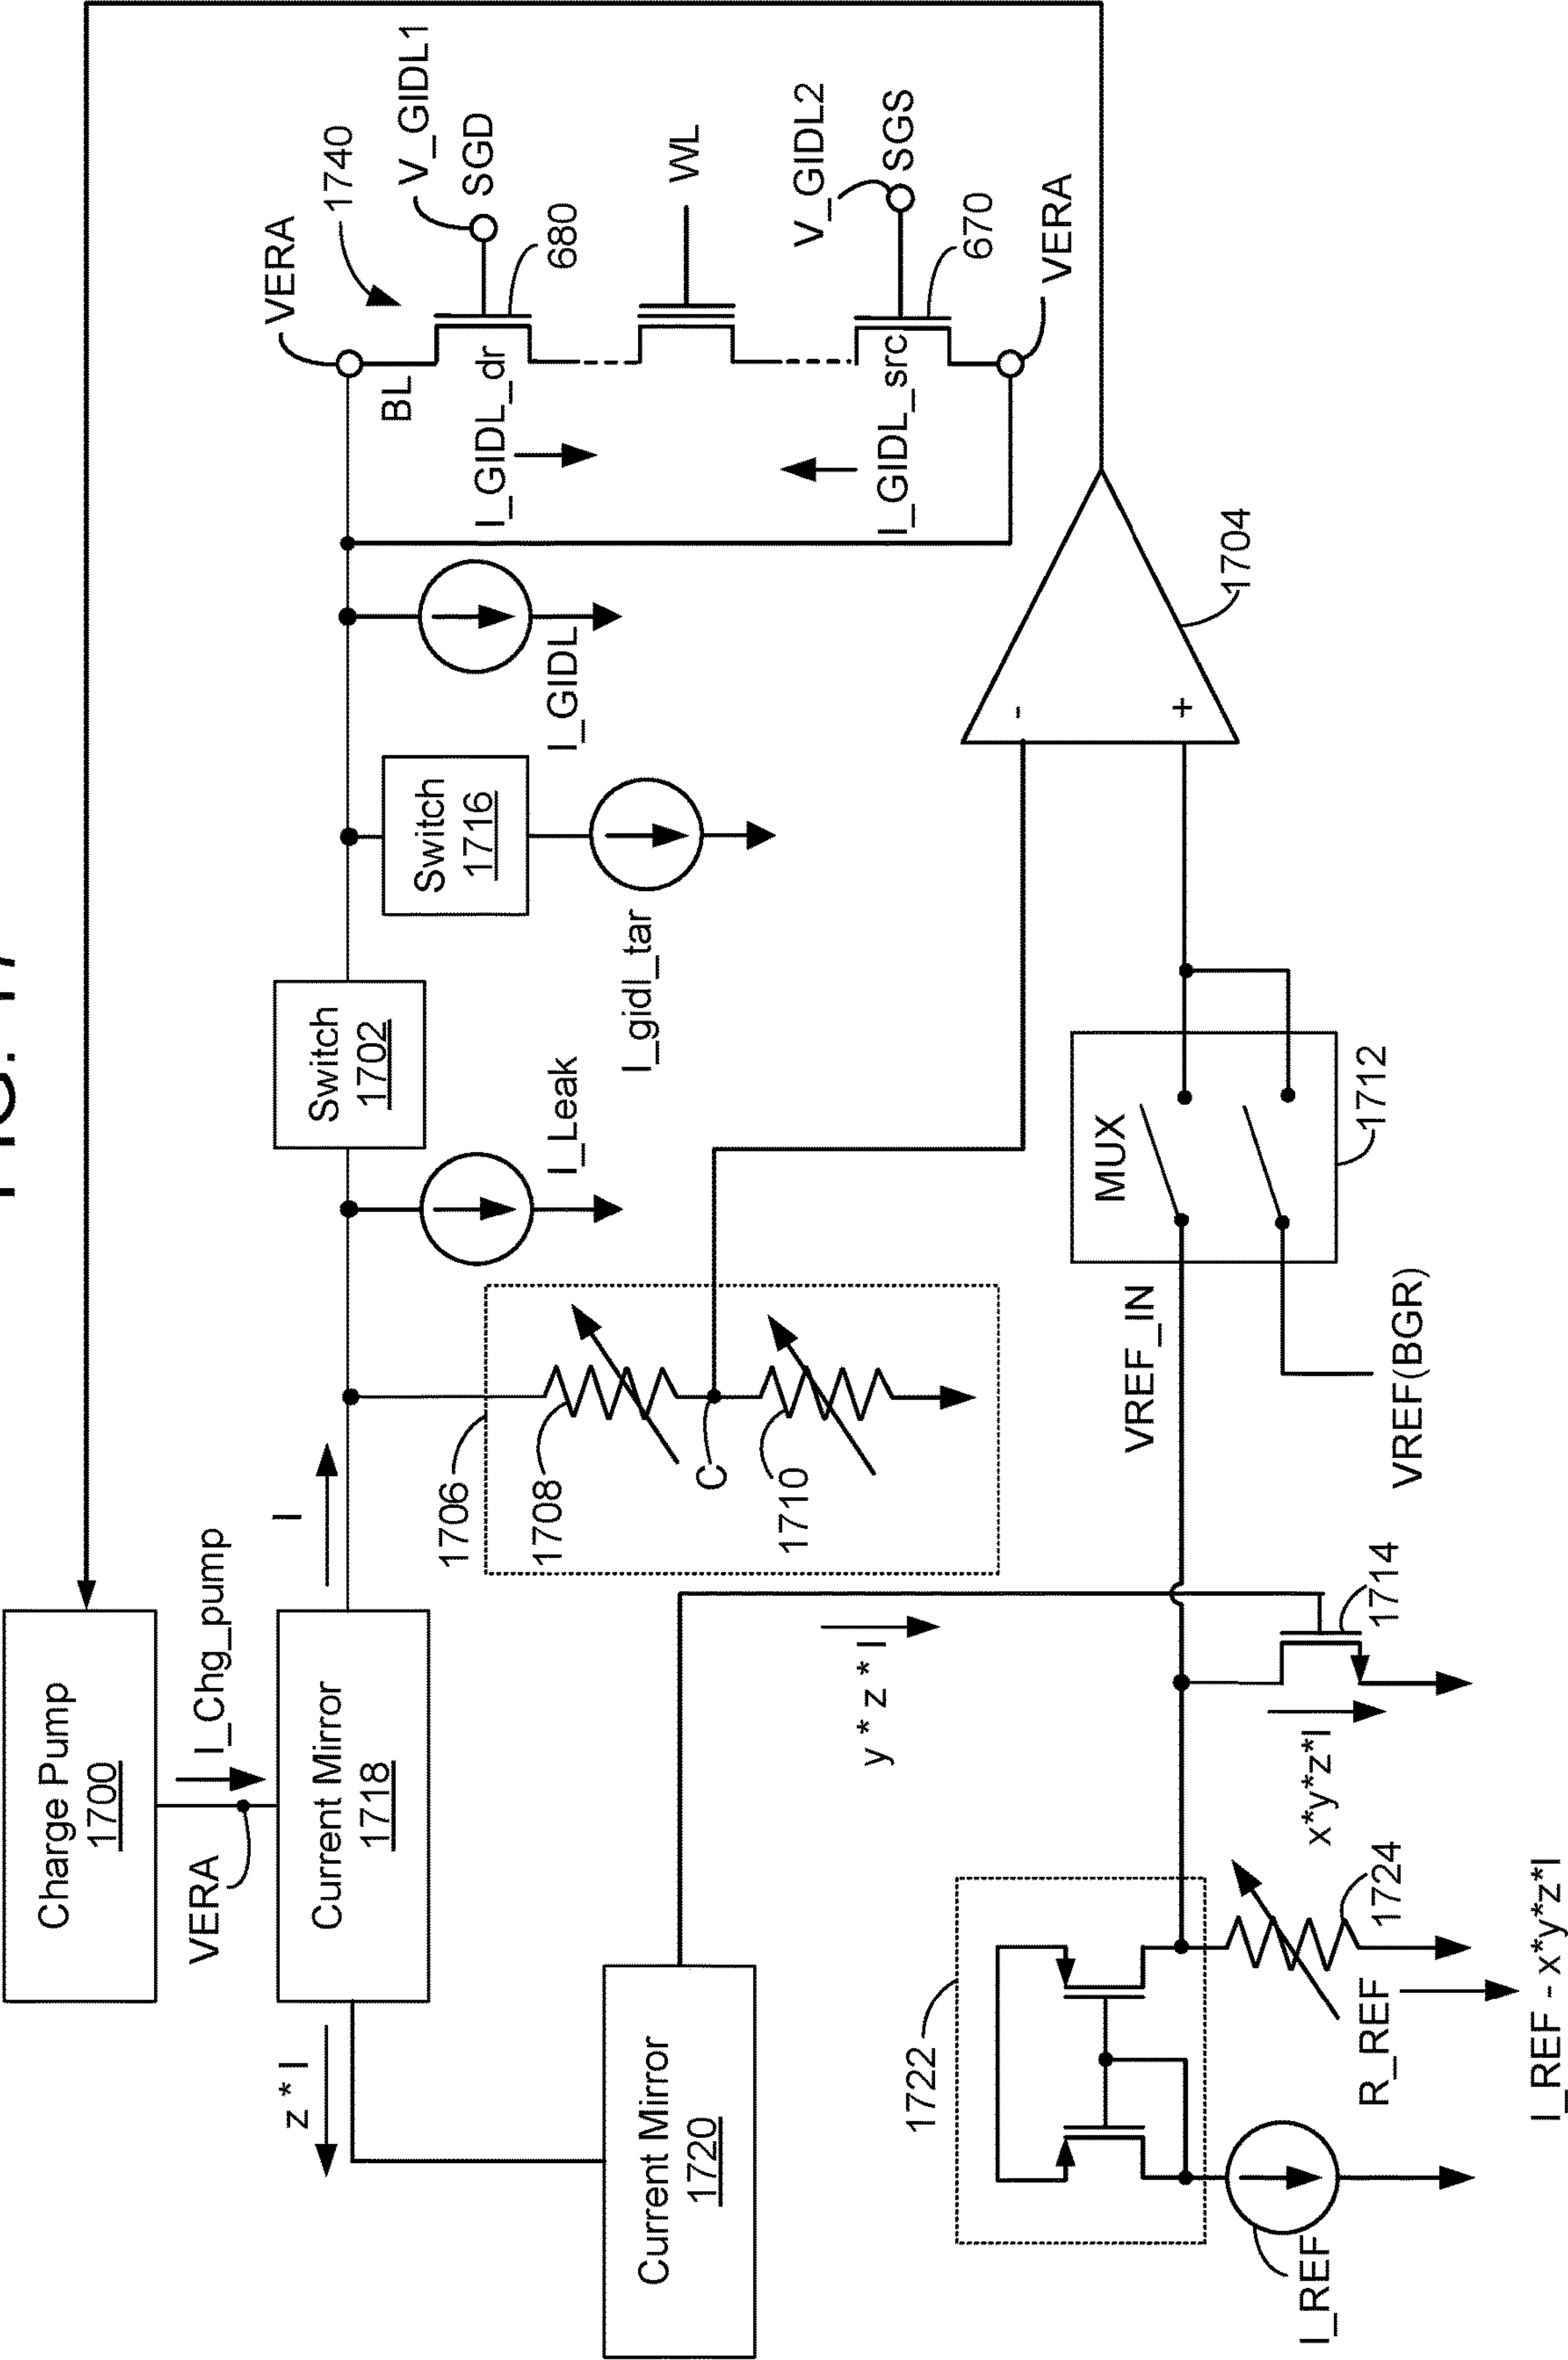 FIG. 17
Charge Pump
1700
I_Chg_pump
VERA
Current Mirror
1718
I
z * I
Current Mirror
1720
y * z * I
1706
1708
C
1710
I_Leak
Switch
1702
Switch
1716
I_gidl_tar
I_GIDL
VERA
1740
BL
V_GIDL1
SGD
680
I_GIDL_dr
WL
V_GIDL2
SGS
670
I_GIDL_src
VERA
-
+
1704
MUX
1712
VREF_IN
VREF(BGR)
1714
x*y*z*I
1722
1724
R_REF
I_REF - x*y*z*I
I_REF